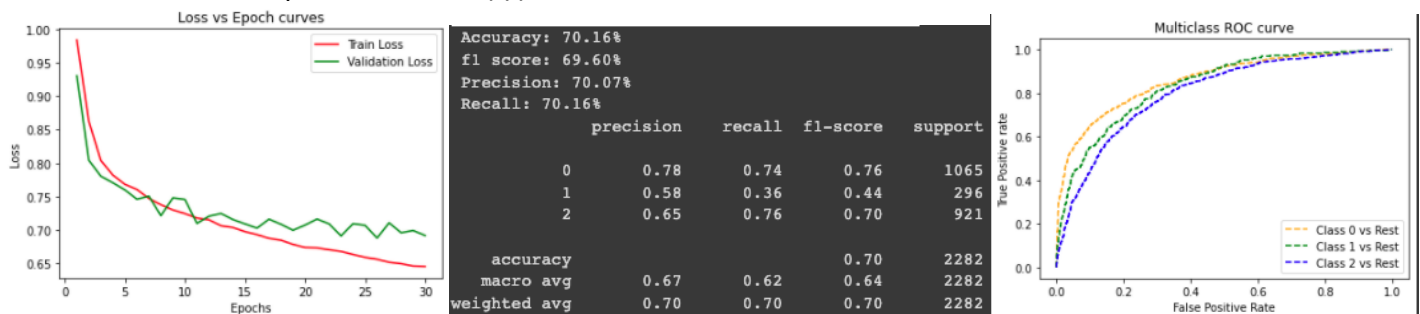 Loss vs Epoch curves
1.00
0.95
0.90
0.85
0.80
0.75
0.70
0.65
Loss
Train Loss
Validation Loss
0 5 10 15 20 25 30
Epochs
Accuracy: 70.16%
f1 score: 69.60%
Precision: 70.07%
Recall: 70.16%
precision recall f1-score support
0 0.78 0.74 0.76 1065
1 0.58 0.36 0.44 296
2 0.65 0.76 0.70 921
accuracy 0.70 2282
macro avg 0.67 0.62 0.64 2282
weighted avg 0.70 0.70 0.70 2282
Multiclass ROC curve
1.0
0.8
0.6
0.4
0.2
0.0
True Positive rate
Class 0 vs Rest
Class 1 vs Rest
Class 2 vs Rest
0.0 0.2 0.4 0.6 0.8 1.0
False Positive Rate